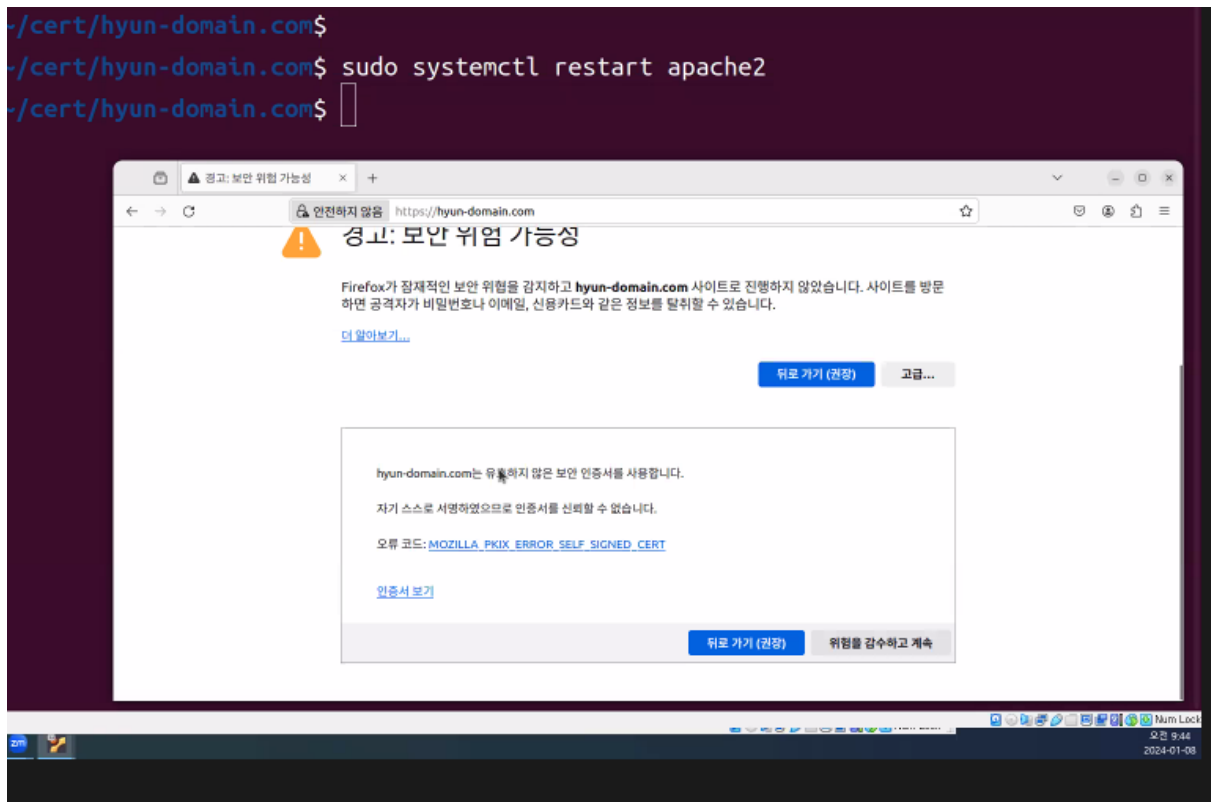 ~/cert/hyun-domain.com$
~/cert/hyun-domain.com$ sudo systemctl restart apache2
~/cert/hyun-domain.com$
경고: 보안 위험 가능성
안전하지 않음 https://hyun-domain.com
경고: 보안 위험 가능성
Firefox가 잠재적인 보안 위협을 감지하고 hyun-domain.com 사이트로 진행하지 않았습니다. 사이트를 방문
하면 공격자가 비밀번호나 이메일, 신용카드와 같은 정보를 탈취할 수 있습니다.
더 알아보기...
뒤로 가기 (권장) 고급...
hyun-domain.com는 유효하지 않은 보안 인증서를 사용합니다.
자기 스스로 서명하였으므로 인증서를 신뢰할 수 없습니다.
오류 코드: MOZILLA_PKIX_ERROR_SELF_SIGNED_CERT
인증서 보기
뒤로 가기 (권장) 위험을 감수하고 계속
Num Lock
zm
오전 9:44
2024-01-08